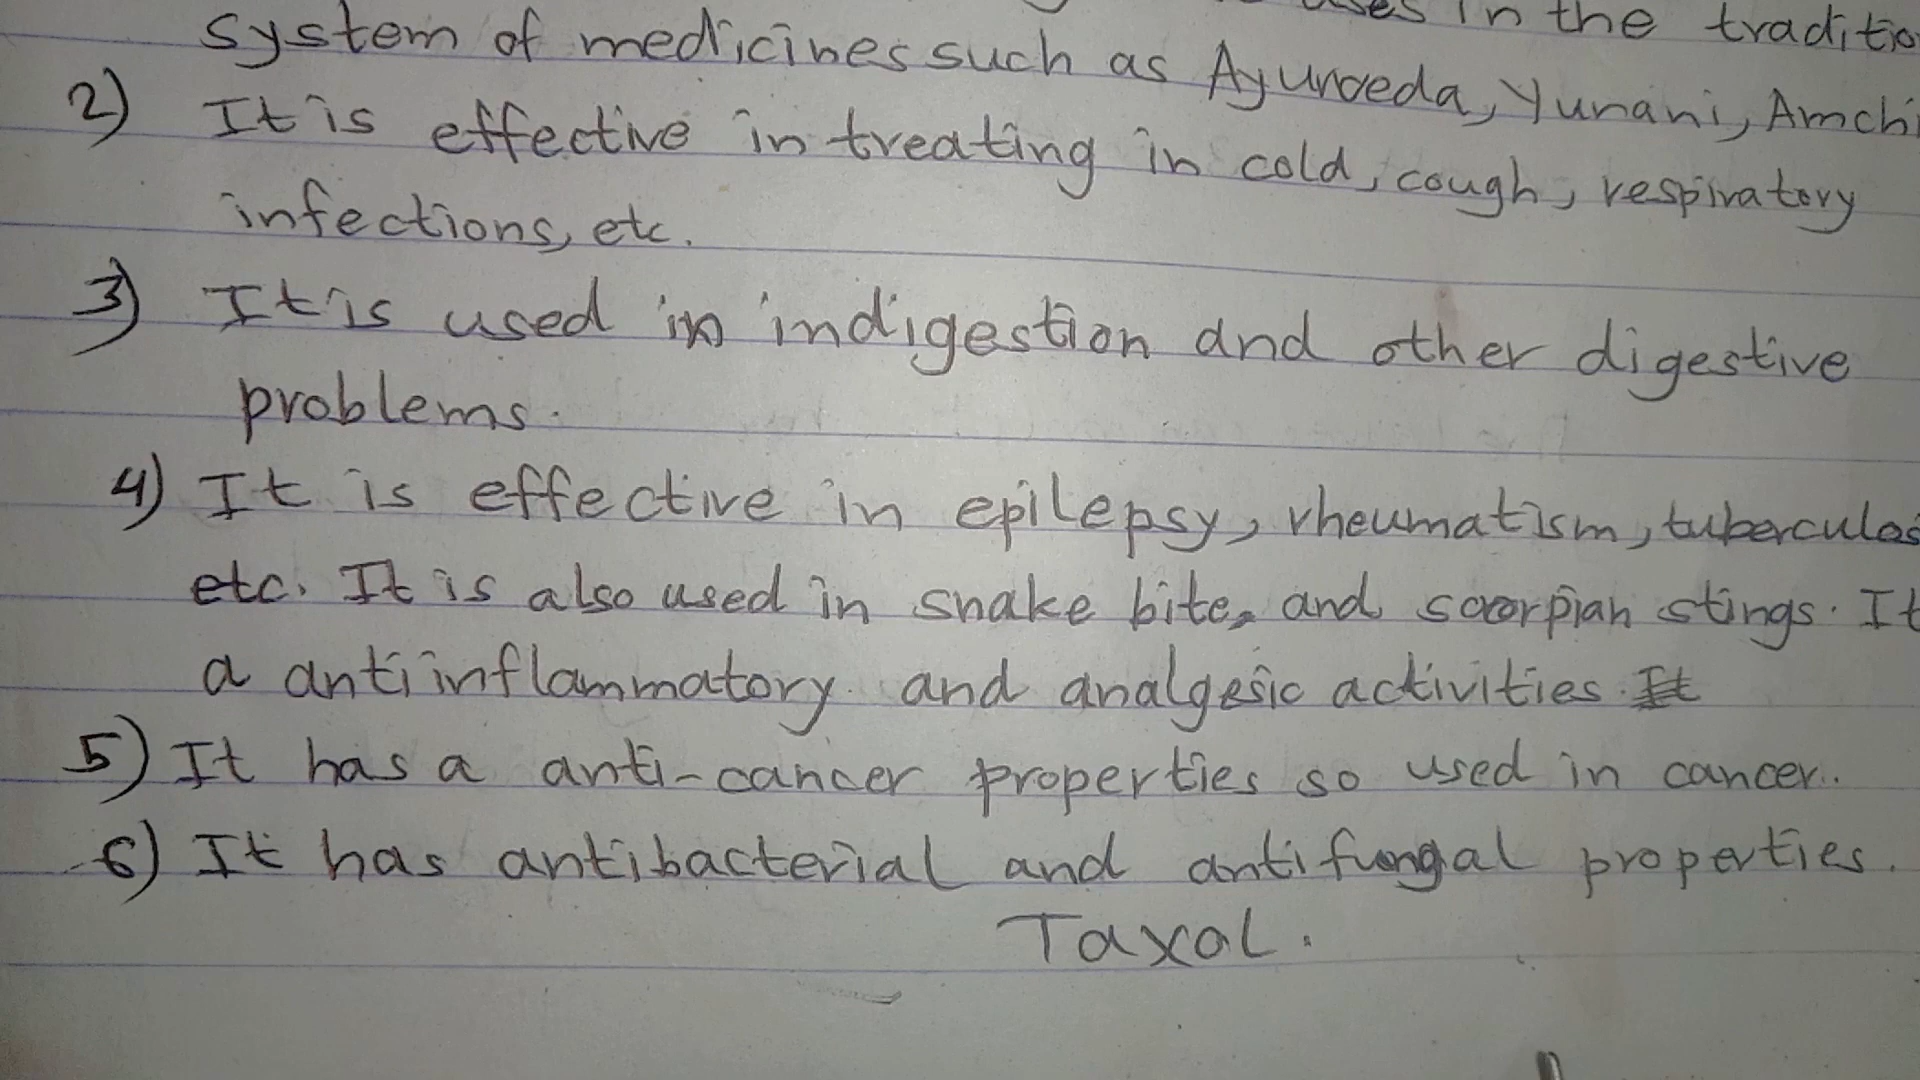 uses in the traditio
system of medicines such as Ayurveda, Yunani, Amchi
2) It is effective in treating in cold, cough, respiratory
infections, etc.
3) It is used in indigestion and other digestive
problems.
4) It is effective in epilepsy, rheumatism, tuberculos
etc. It is also used in snake bite, and scorpian stings. It
a antiinflammatory and analgesic activities. It
5) It has a anti-cancer properties so used in cancer.
6) It has antibacterial and antifungal properties.
Taxol.